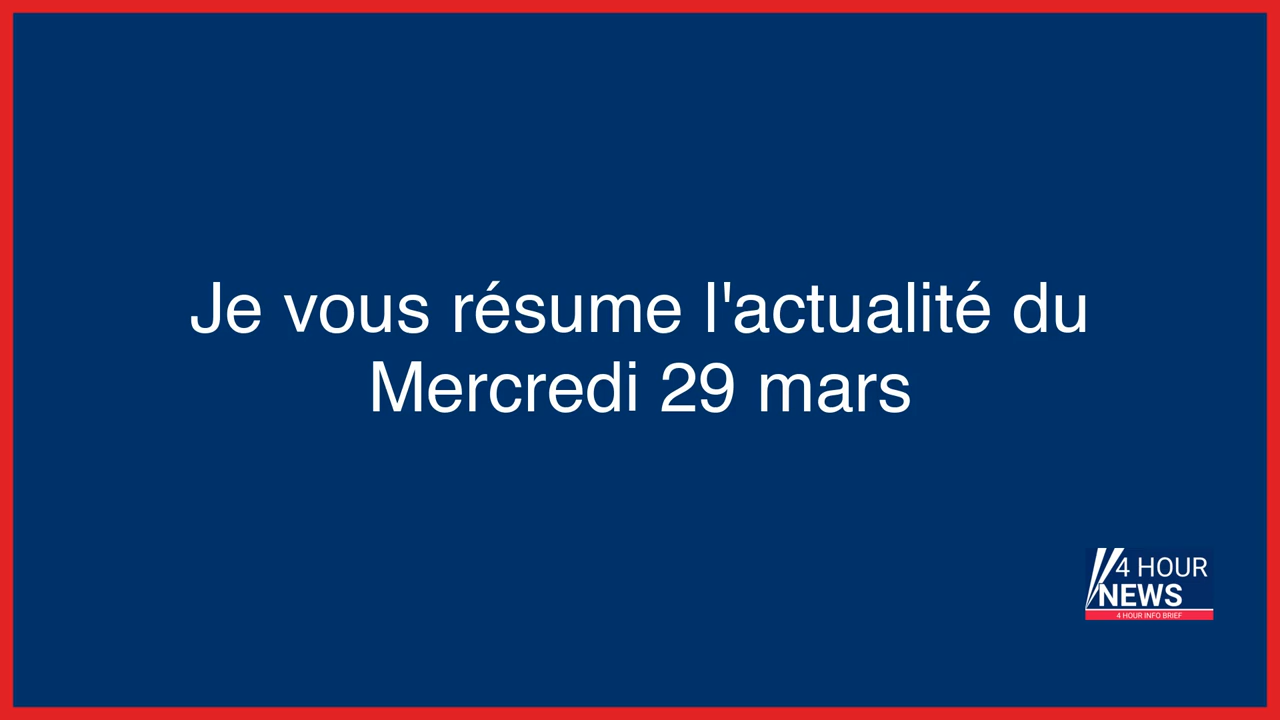 Je vous résume l'actualité du
Mercredi 29 mars
4 HOUR
NEWS
4 HOUR INFO BRIEF